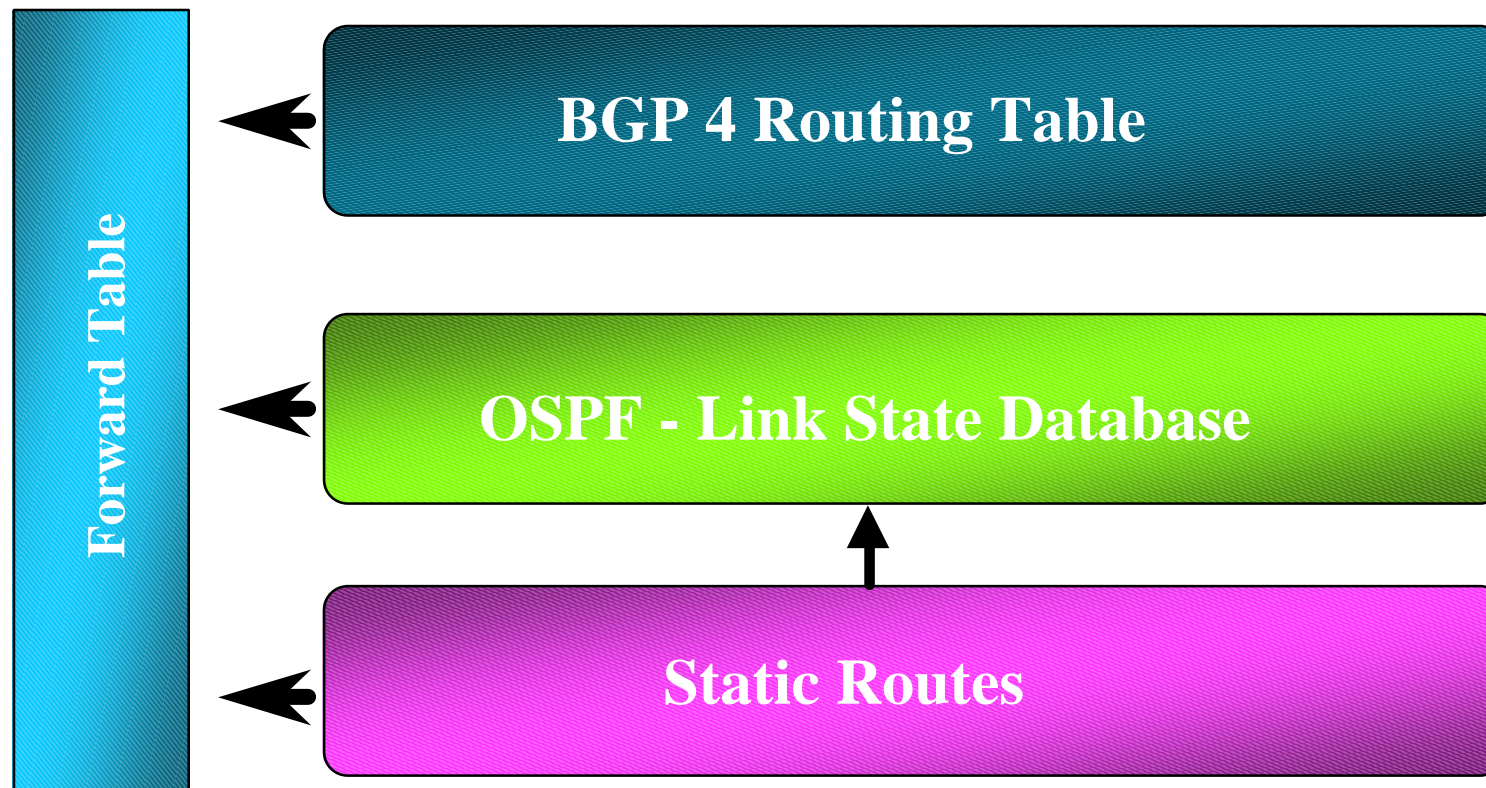 Forward Table
BGP 4 Routing Table
OSPF - Link State Database
Static Routes